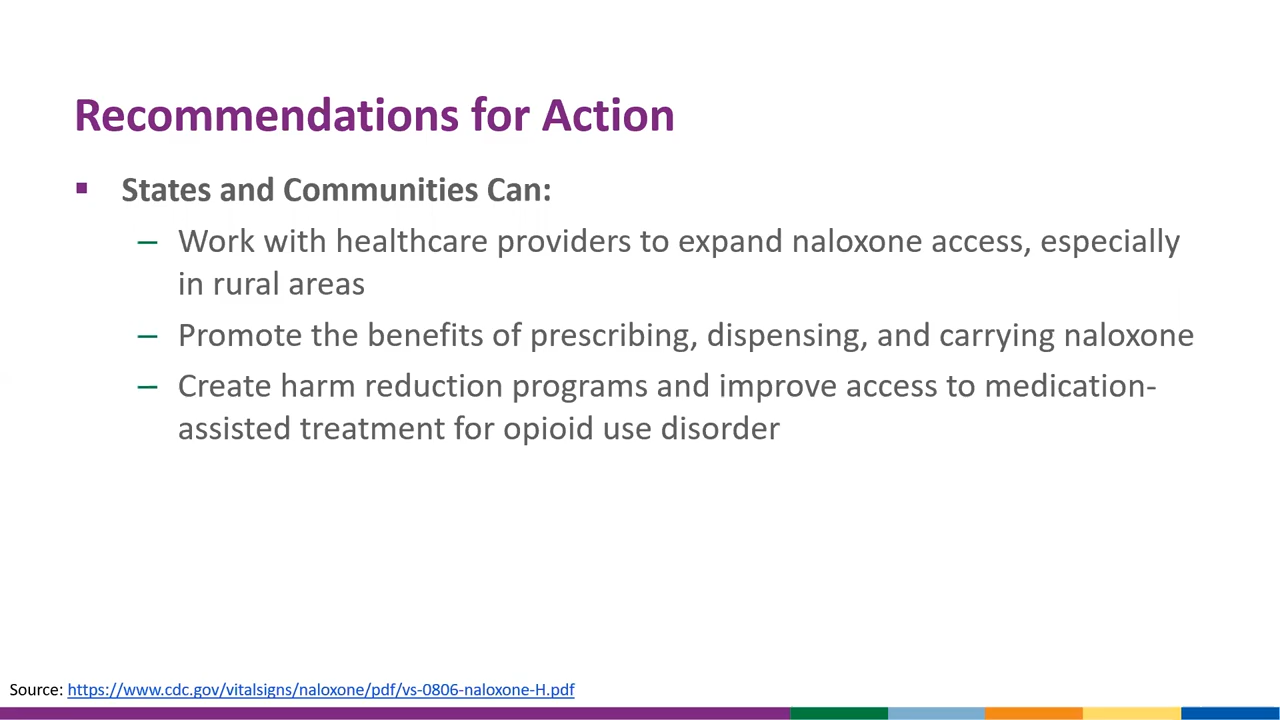 Recommendations for Action
▪ States and Communities Can:
– Work with healthcare providers to expand naloxone access, especially
in rural areas
– Promote the benefits of prescribing, dispensing, and carrying naloxone
– Create harm reduction programs and improve access to medication-
assisted treatment for opioid use disorder
Source: https://www.cdc.gov/vitalsigns/naloxone/pdf/vs-0806-naloxone-H.pdf